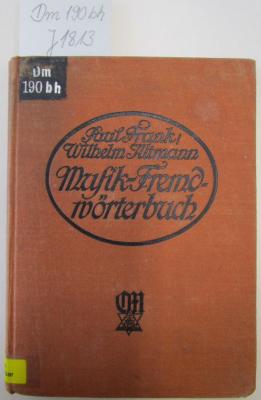 Dm 190 bh
J 1813
Dm
190 bh
Paul Frank/
Wilhelm Altmann
Musik-Fremd-
wörterbuch